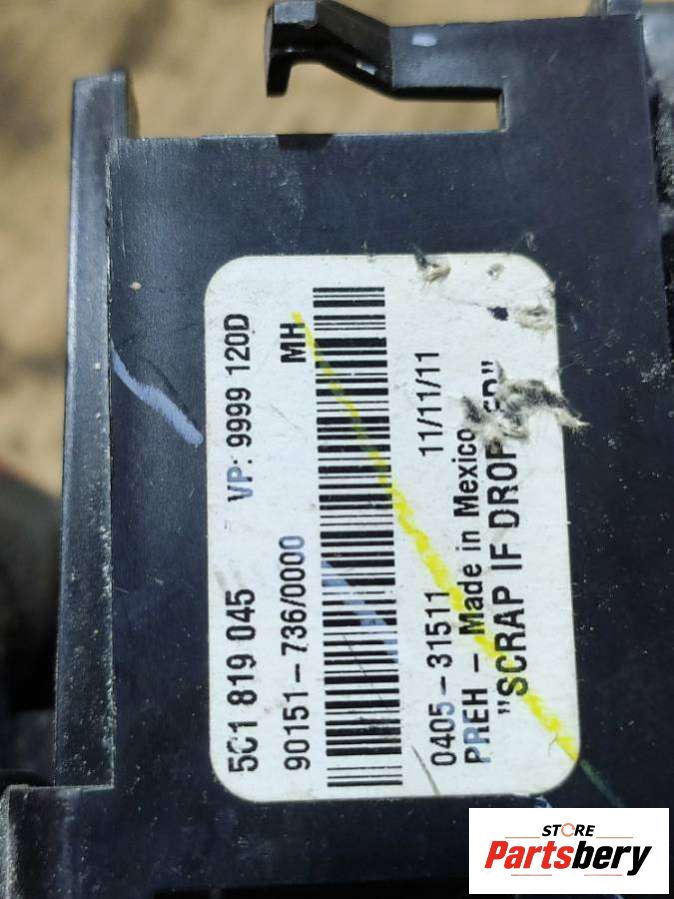 5C1 819 045 VP: 9999 120D
90151-736/0000 MH
0405-31511 11/11/11
PREH - Made in Mexico
"SCRAP IF
STORE
Partsbery